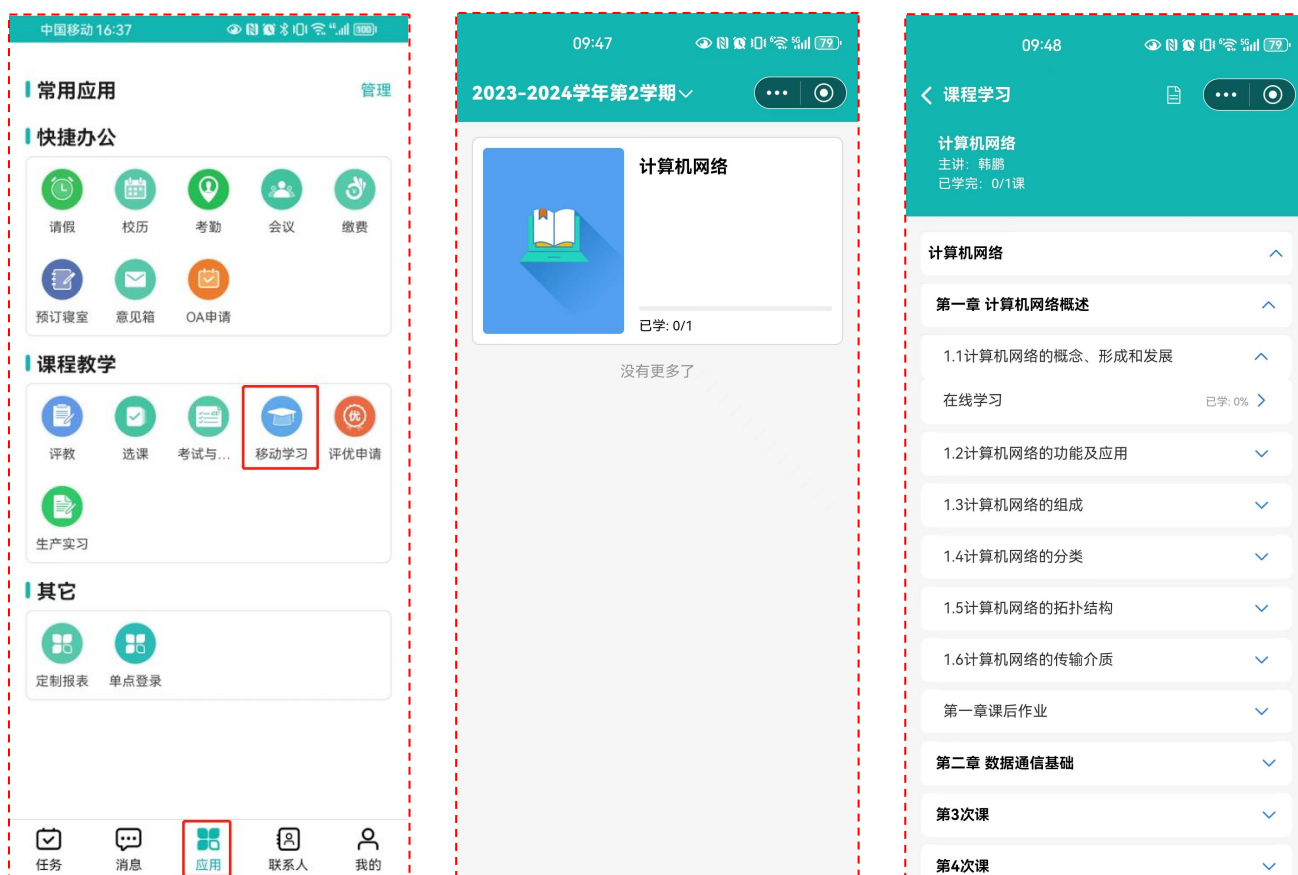 中国移动 16:37
100
常用应用
管理
快捷办公
请假
校历
考勤
会议
缴费
预订寝室
意见箱
OA申请
课程教学
优
评教
选课
考试与...
移动学习
评优申请
生产实习
其它
定制报表
单点登录
任务
消息
应用
联系人
我的
09:47
5G
79
2023-2024学年第2学期
计算机网络
已学: 0/1
没有更多了
09:48
5G
79
课程学习
计算机网络
主讲: 韩鹏
已学完: 0/1课
计算机网络
第一章 计算机网络概述
1.1计算机网络的概念、形成和发展
在线学习
已学: 0%
1.2计算机网络的功能及应用
1.3计算机网络的组成
1.4计算机网络的分类
1.5计算机网络的拓扑结构
1.6计算机网络的传输介质
第一章课后作业
第二章 数据通信基础
第3次课
第4次课